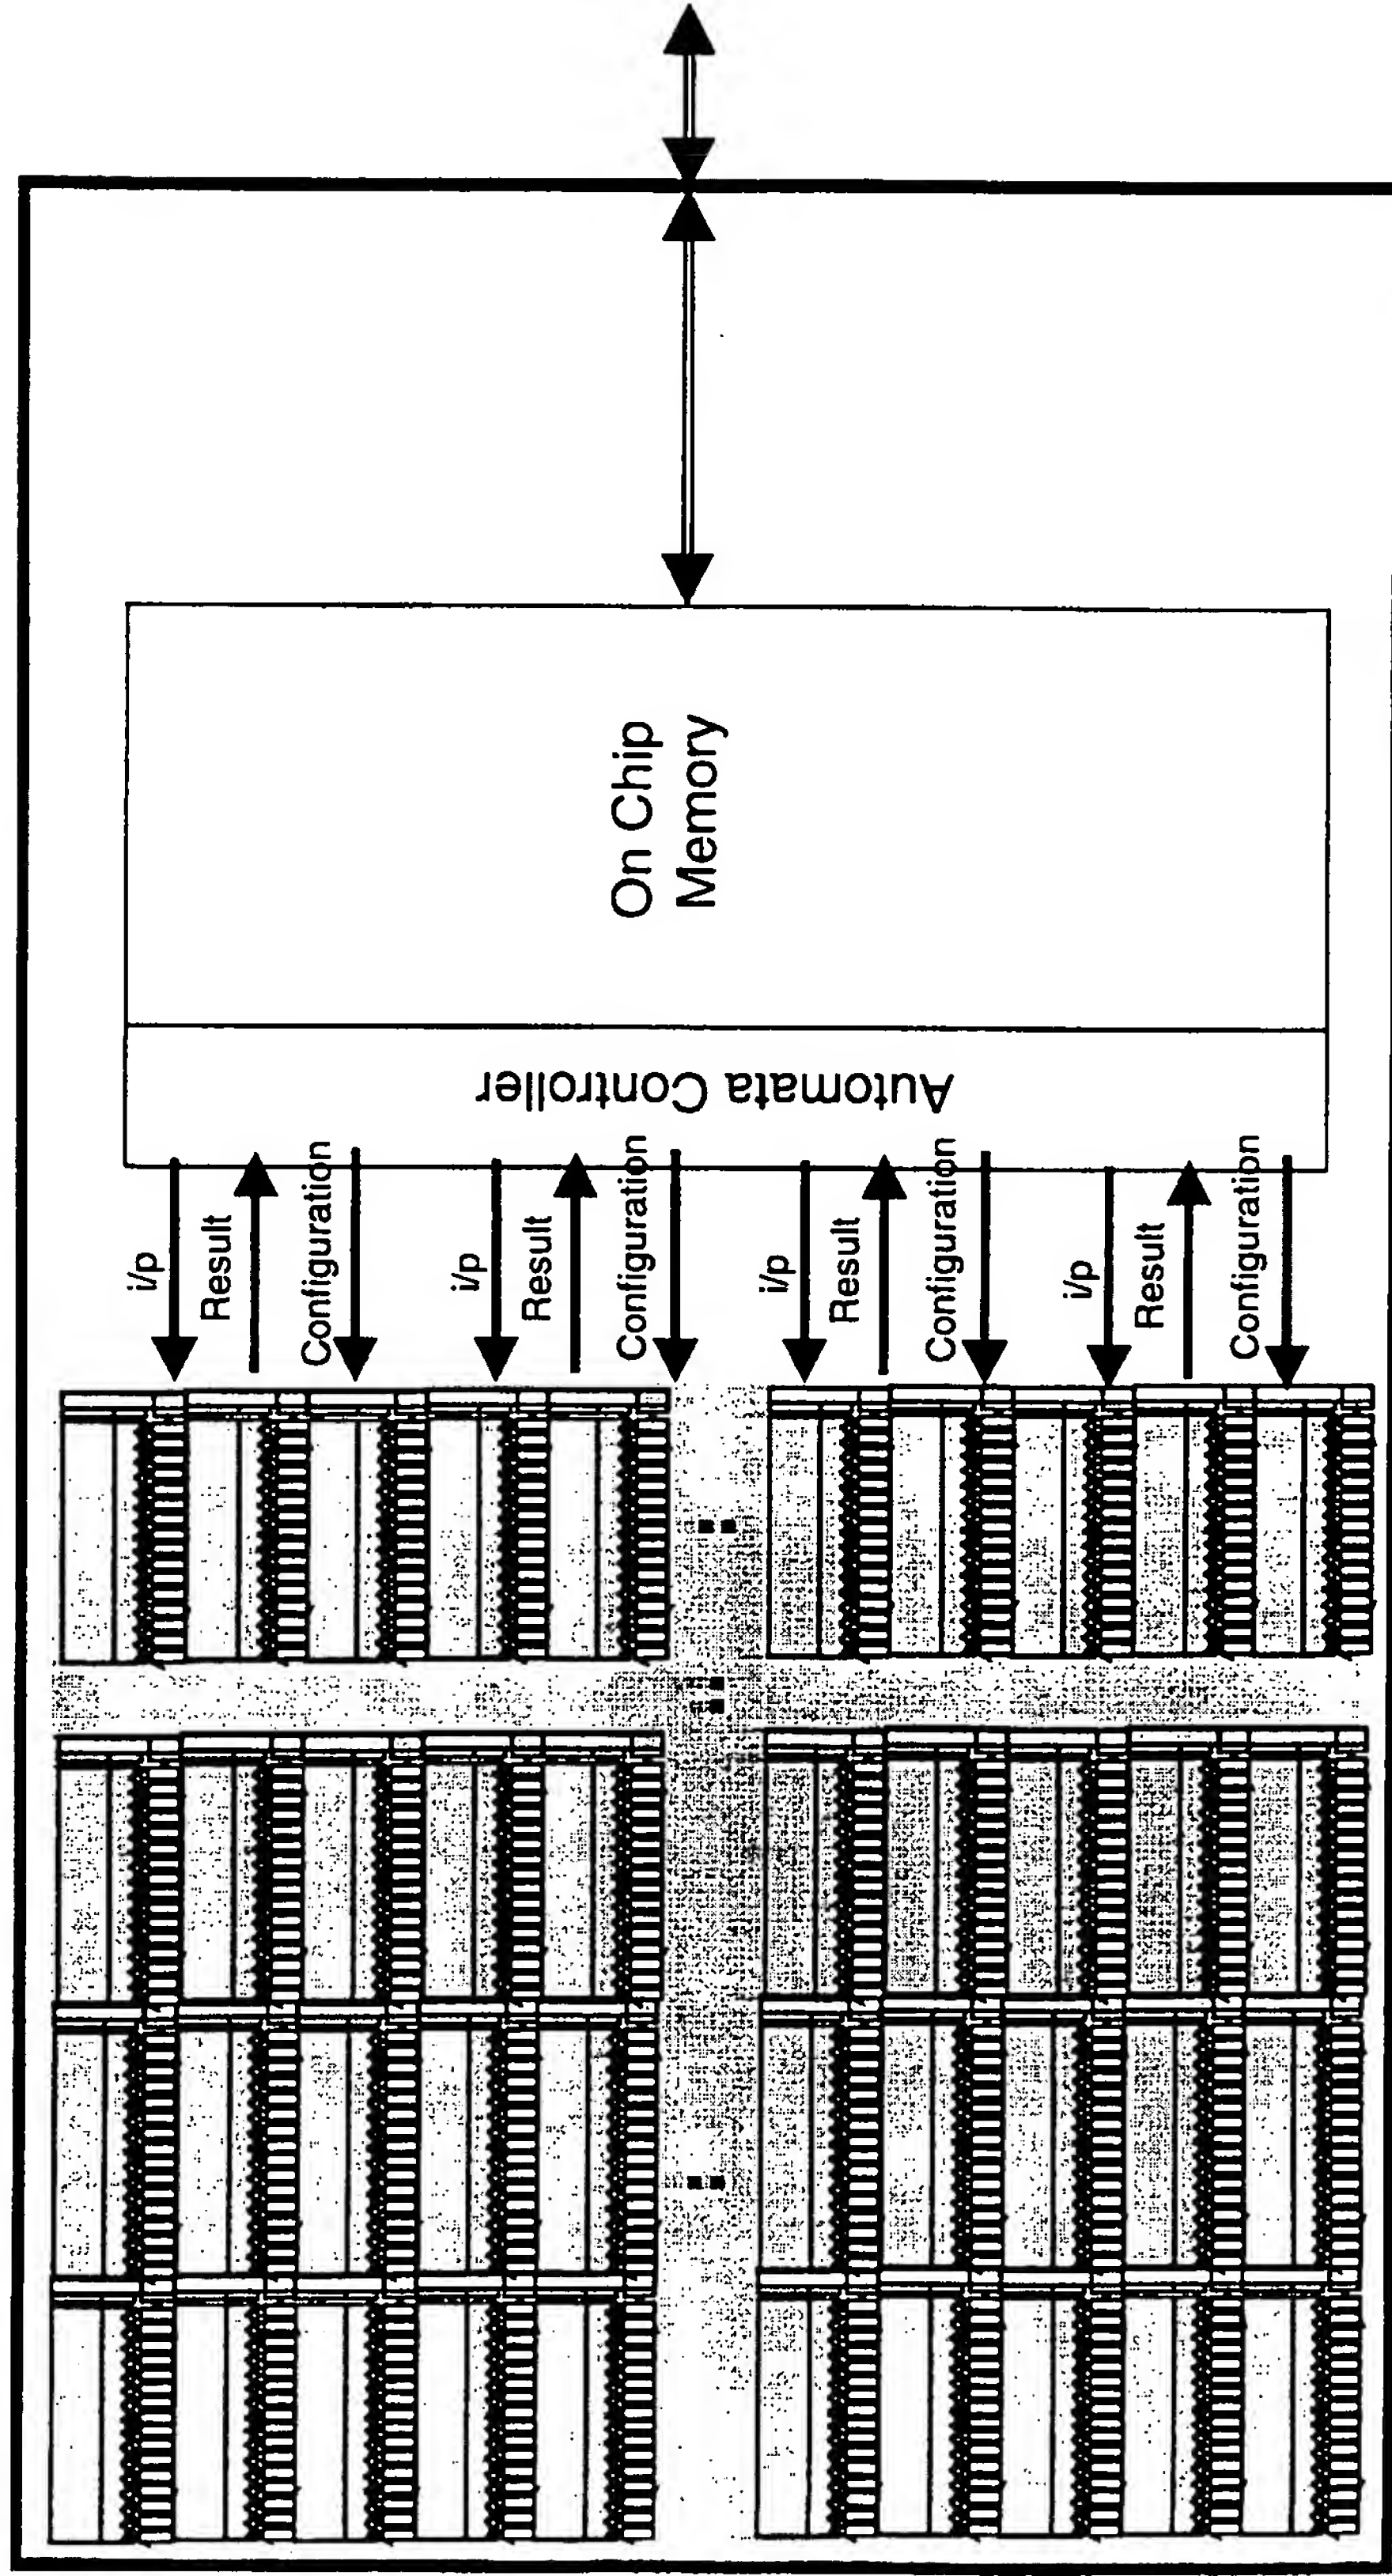 On Chip
Memory
Automata Controller
i/p
Result
Configuration
i/p
Result
Configuration
i/p
Result
Configuration
i/p
Result
Configuration